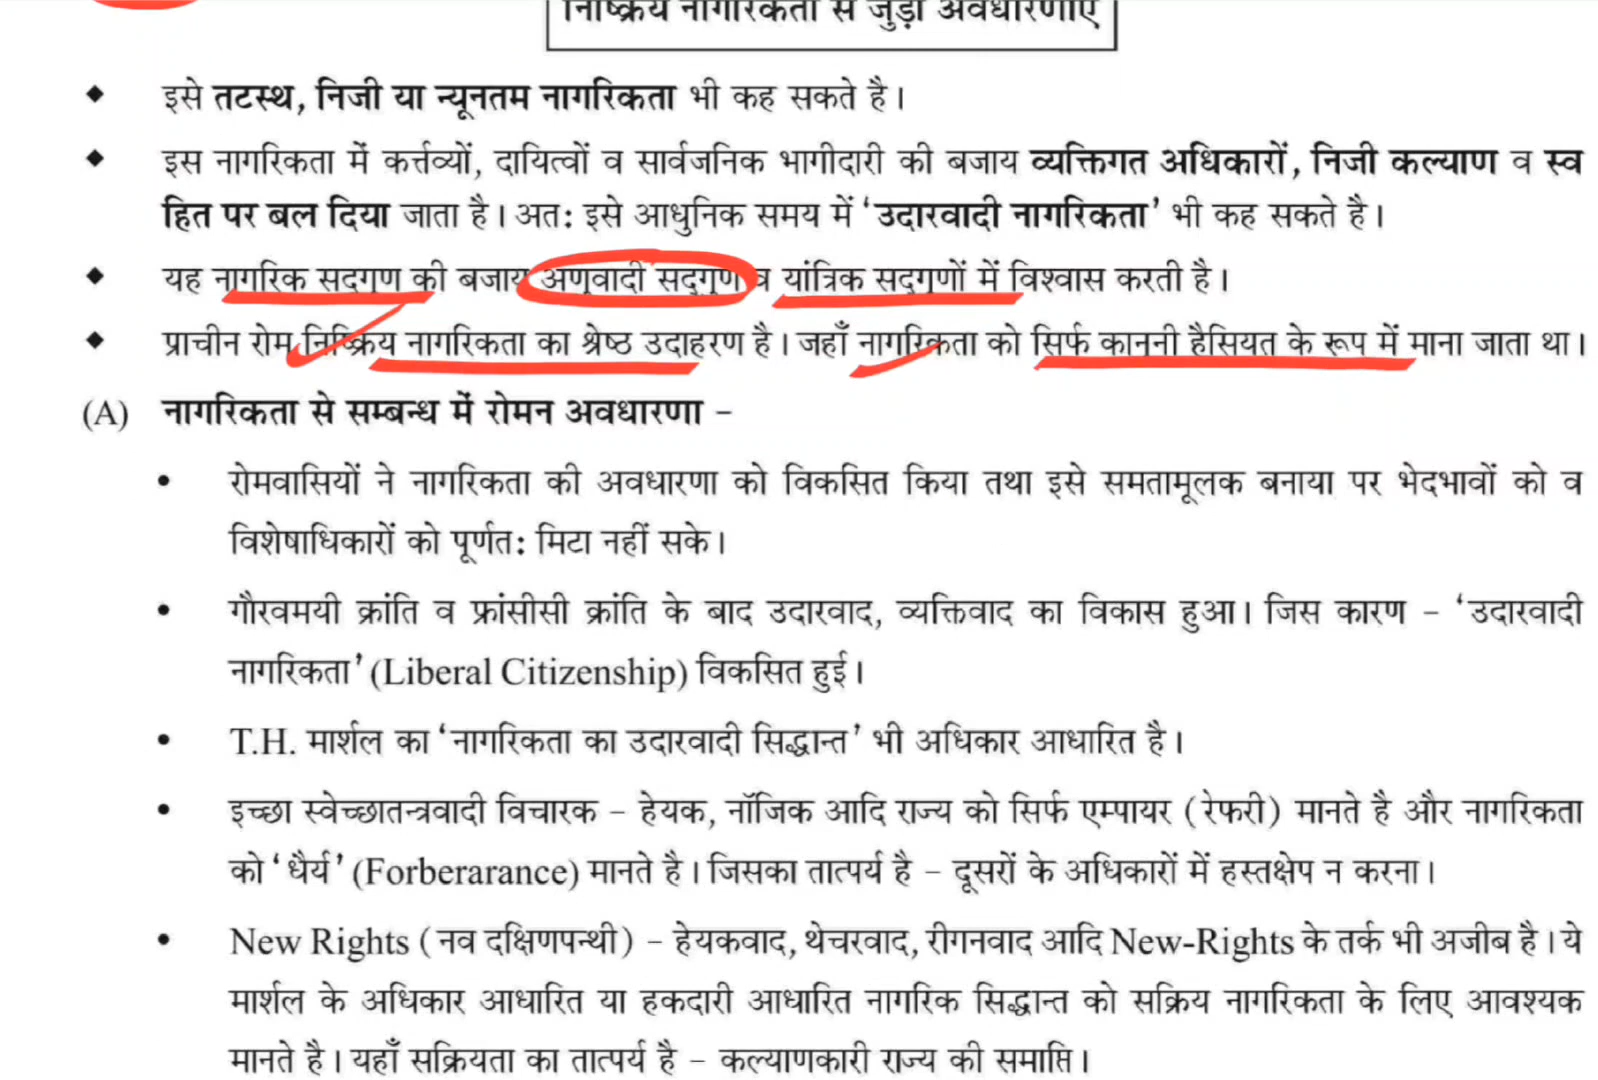 निष्क्रिय नागरिकता से जुड़ी अवधारणाएँ
◆ इसे तटस्थ, निजी या न्यूनतम नागरिकता भी कह सकते है।
◆ इस नागरिकता में कर्त्तव्यों, दायित्वों व सार्वजनिक भागीदारी की बजाय व्यक्तिगत अधिकारों, निजी कल्याण व स्व
हित पर बल दिया जाता है। अत: इसे आधुनिक समय में ‘उदारवादी नागरिकता’ भी कह सकते है।
◆ यह नागरिक सद्गुण की बजाय अणुवादी सद्गुण व यांत्रिक सद्गुणों में विश्वास करती है।
◆ प्राचीन रोम निष्क्रिय नागरिकता का श्रेष्ठ उदाहरण है। जहाँ नागरिकता को सिर्फ कानूनी हैसियत के रूप में माना जाता था।
(A) नागरिकता से सम्बन्ध में रोमन अवधारणा –
• रोमवासियों ने नागरिकता की अवधारणा को विकसित किया तथा इसे समतामूलक बनाया पर भेदभावों को व
विशेषाधिकारों को पूर्णत: मिटा नहीं सके।
• गौरवमयी क्रांति व फ्रांसीसी क्रांति के बाद उदारवाद, व्यक्तिवाद का विकास हुआ। जिस कारण – ‘उदारवादी
नागरिकता’ (Liberal Citizenship) विकसित हुई।
• T.H. मार्शल का ‘नागरिकता का उदारवादी सिद्धान्त’ भी अधिकार आधारित है।
• इच्छा स्वेच्छातन्त्रवादी विचारक – हेयक, नॉजिक आदि राज्य को सिर्फ एम्पायर (रेफरी) मानते है और नागरिकता
को ‘धैर्य’ (Forberarance) मानते है। जिसका तात्पर्य है – दूसरों के अधिकारों में हस्तक्षेप न करना।
• New Rights (नव दक्षिणपन्थी) – हेयकवाद, थेचरवाद, रीगनवाद आदि New-Rights के तर्क भी अजीब है। ये
मार्शल के अधिकार आधारित या हकदारी आधारित नागरिक सिद्धान्त को सक्रिय नागरिकता के लिए आवश्यक
मानते है। यहाँ सक्रियता का तात्पर्य है – कल्याणकारी राज्य की समाप्ति।